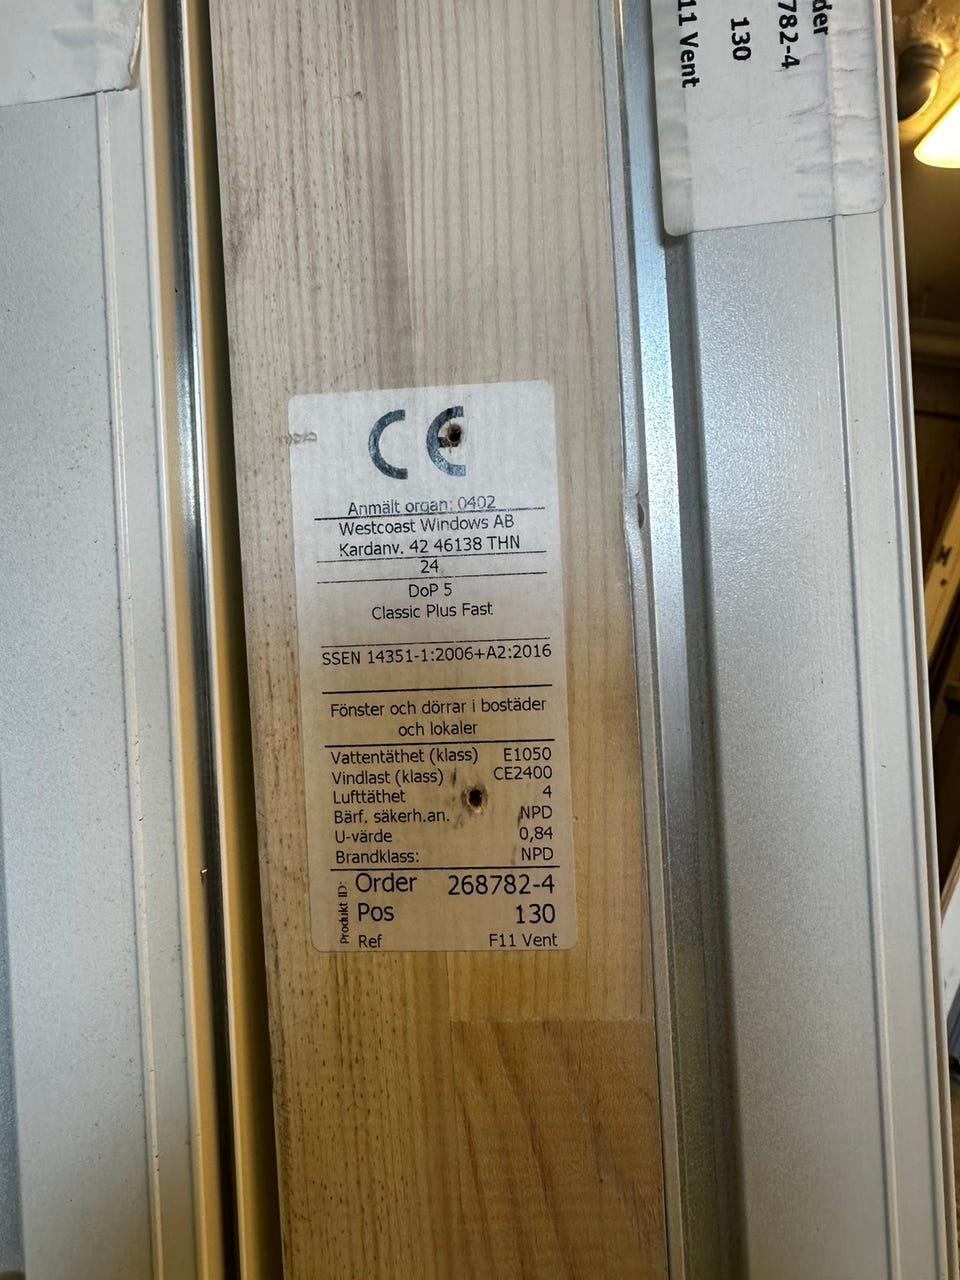 der
782-4
130
11 Vent
CE
Anmält organ: 0402
Westcoast Windows AB
Kardanv. 42 46138 THN
24
DoP 5
Classic Plus Fast
SSEN 14351-1:2006+A2:2016
Fönster och dörrar i bostäder
och lokaler
Vattentäthet (klass) E1050
Vindlast (klass) CE2400
Lufttäthet 4
Bärf. säkerh.an. NPD
U-värde 0,84
Brandklass: NPD
Produkt ID:
Order 268782-4
Pos 130
Ref F11 Vent